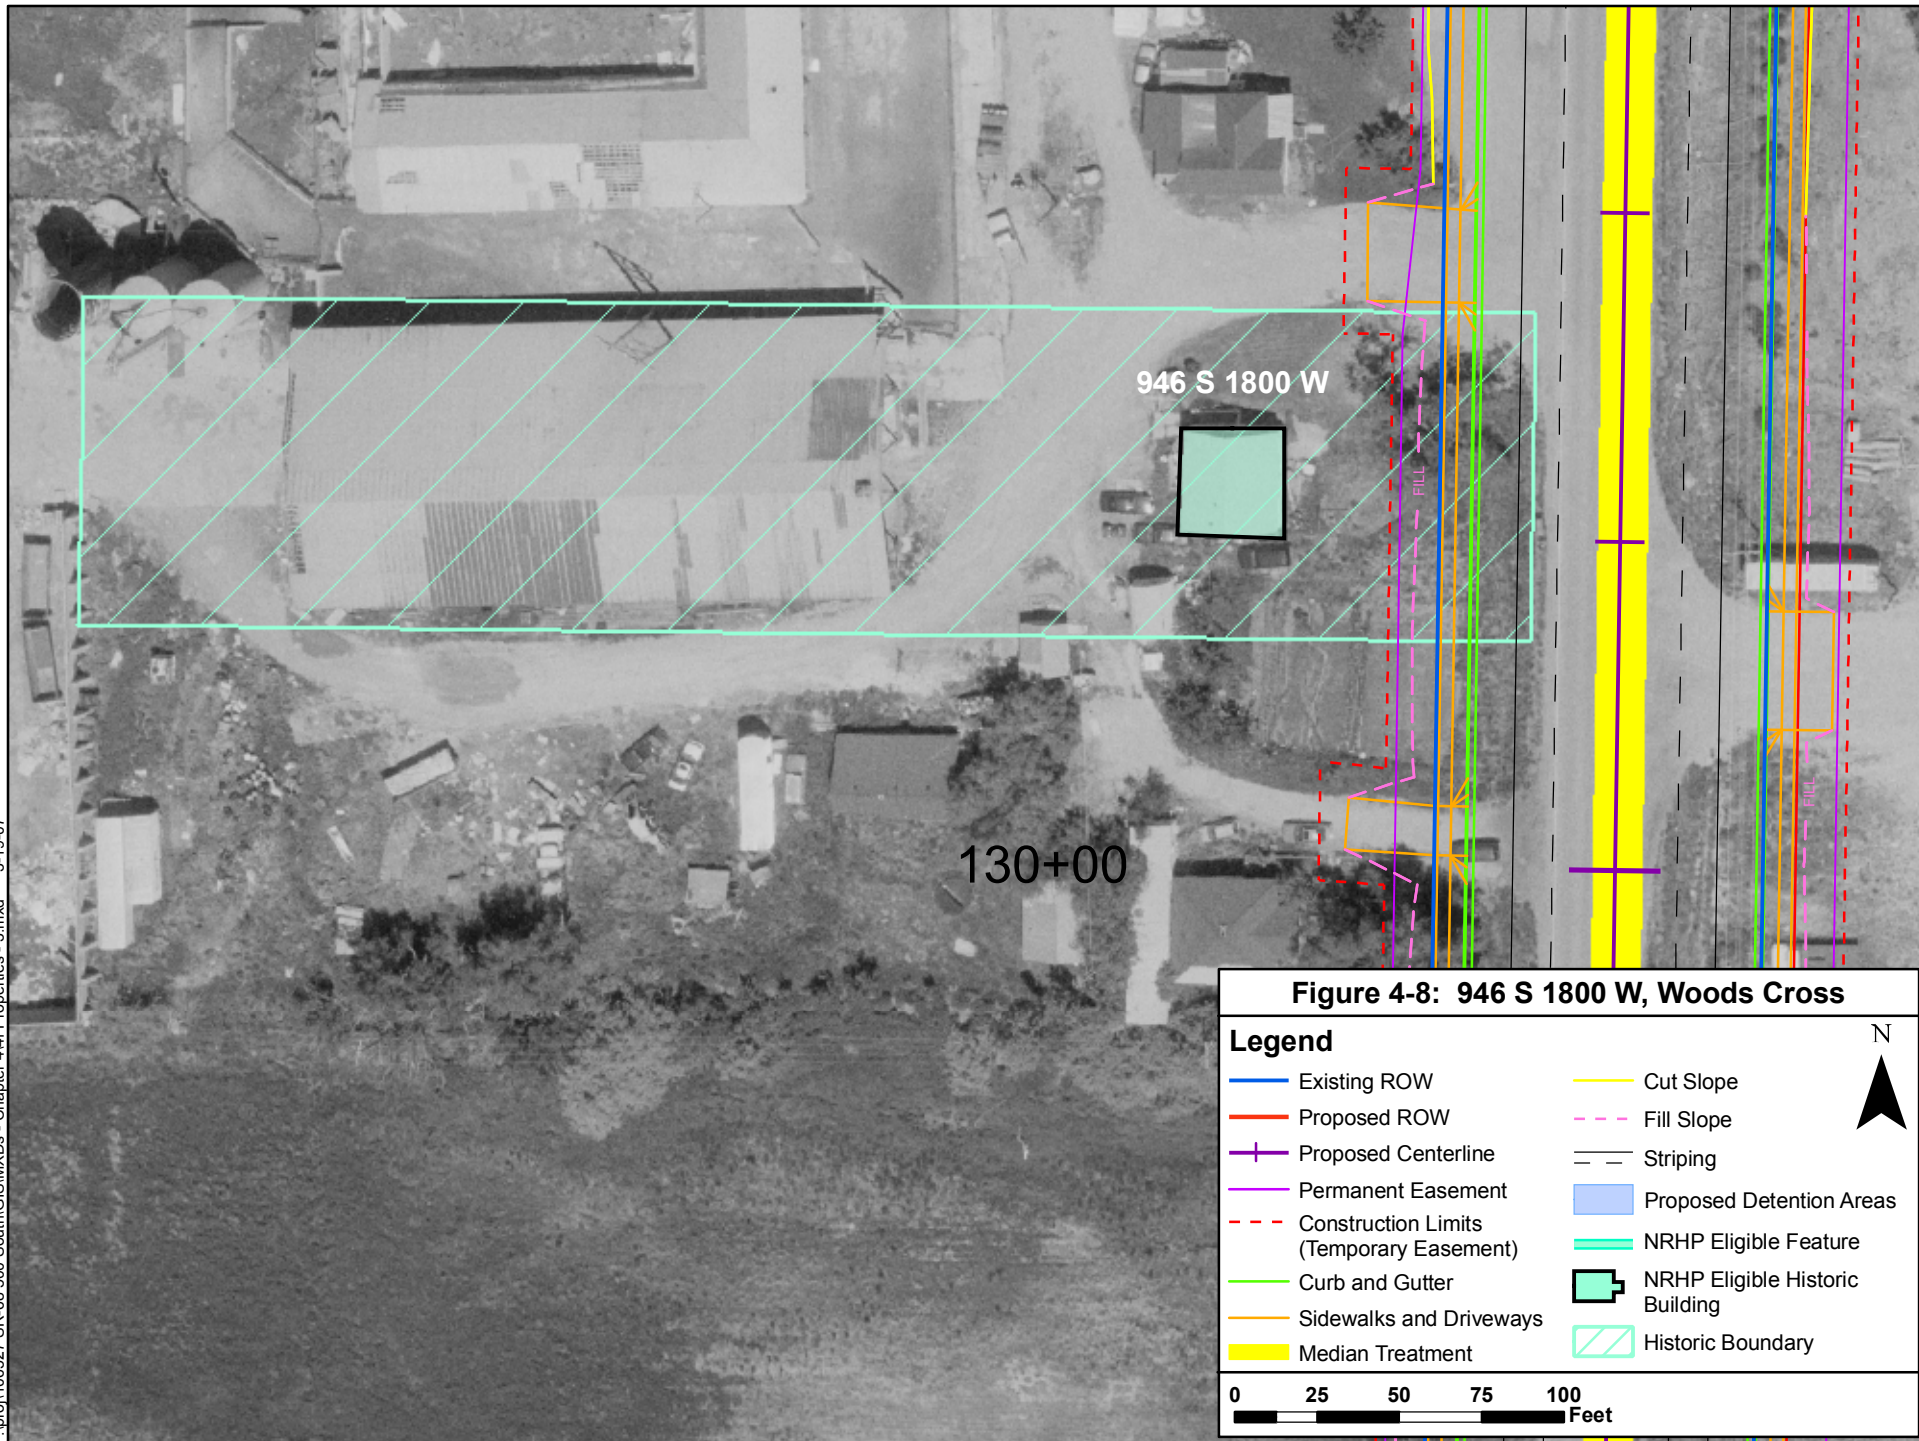 946 S 1800 W
FILL
FILL
130+00
Figure 4-8: 946 S 1800 W, Woods Cross
Legend
N
Existing ROW
Proposed ROW
Proposed Centerline
Permanent Easement
Construction Limits
(Temporary Easement)
Curb and Gutter
Sidewalks and Driveways
Median Treatment
Cut Slope
Fill Slope
Striping
Proposed Detention Areas
NRHP Eligible Feature
NRHP Eligible Historic
Building
Historic Boundary
0 25 50 75 100
Feet